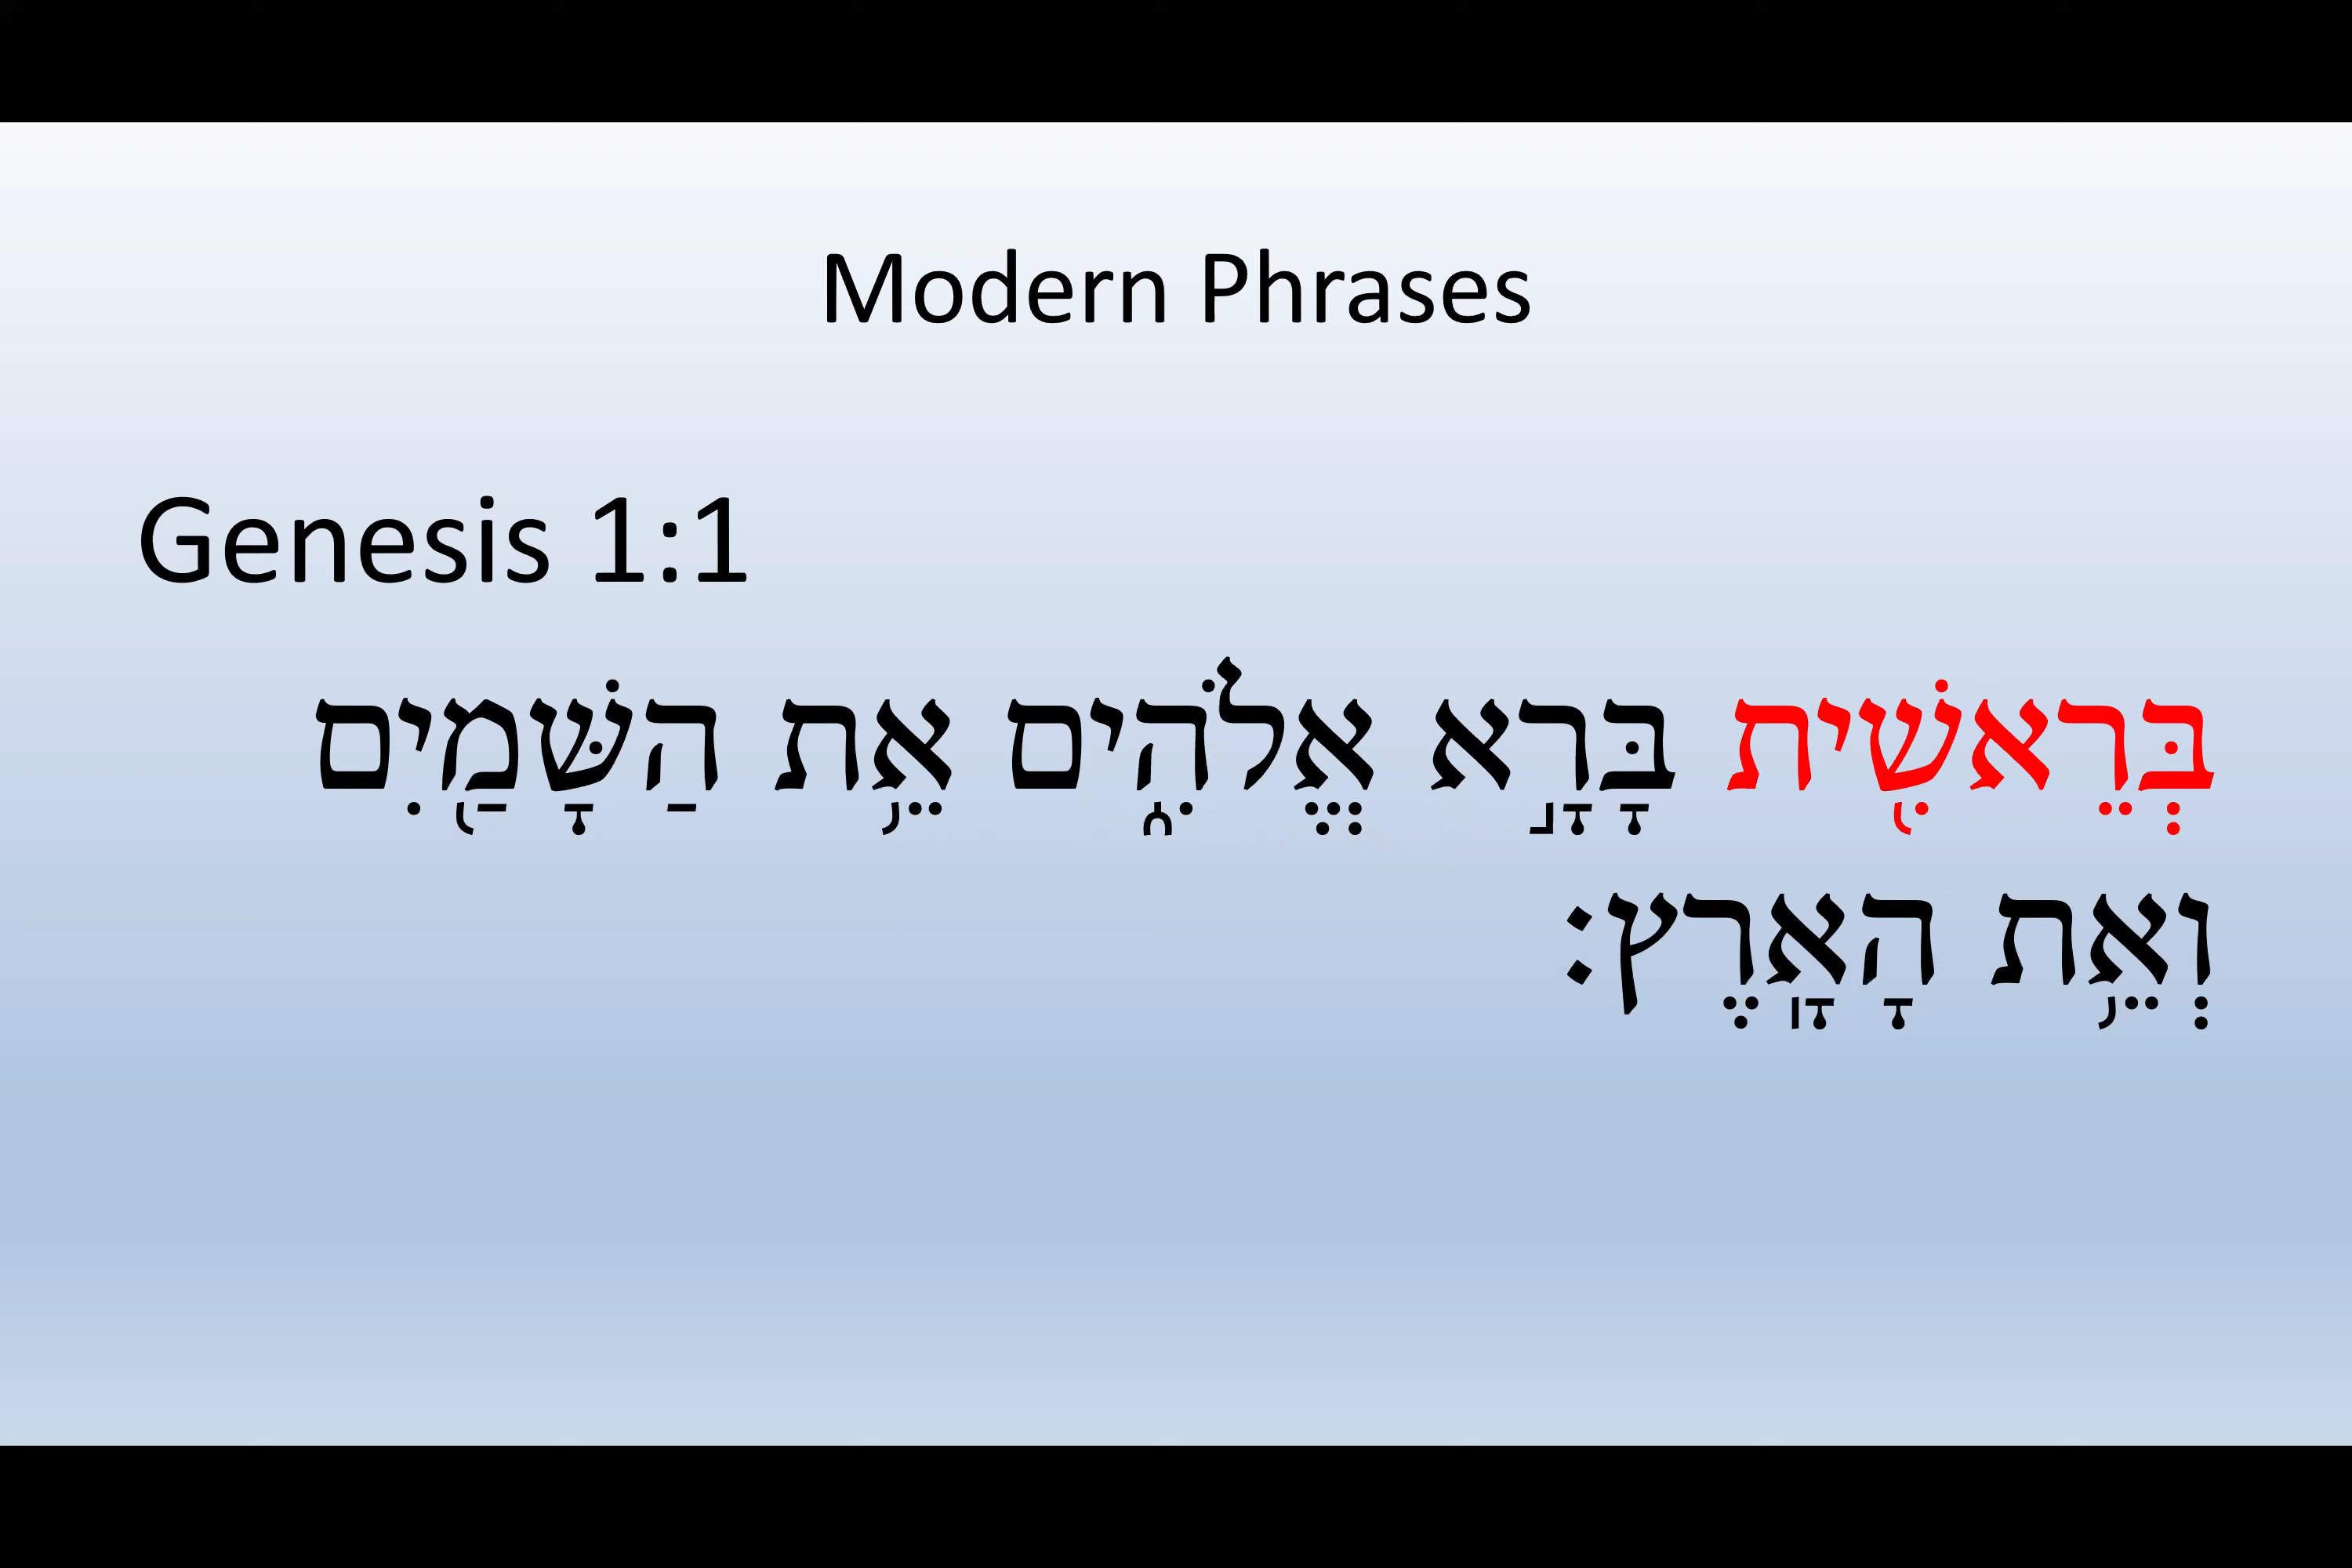 Modern Phrases
Genesis 1:1
בְּרֵאשִׁ֖ית בָּרָ֣א אֱלֹהִ֑ים אֵ֥ת הַשָּׁמַ֖יִם
וְאֵ֥ת הָאָֽרֶץ׃